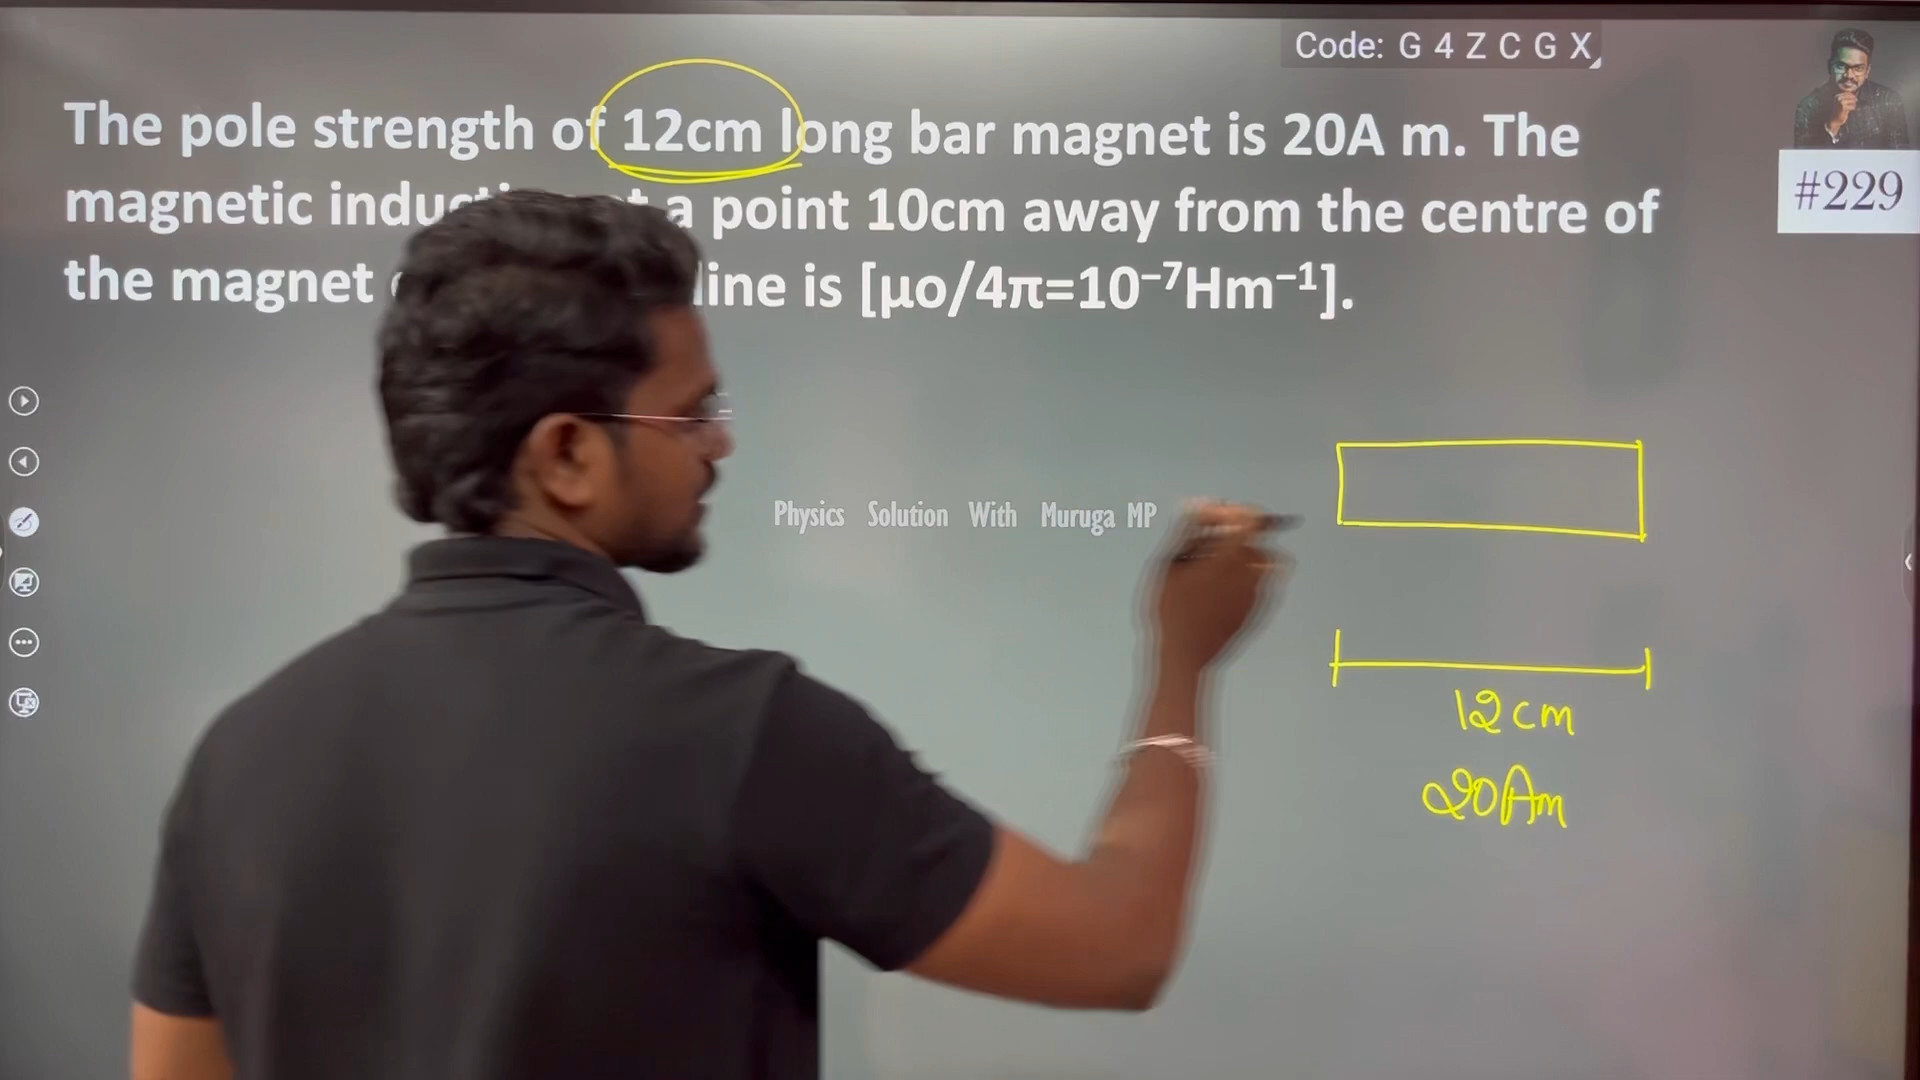 Code: G 4 Z C G X
The pole strength of 12cm long bar magnet is 20A m. The
#229
magnetic a point 10cm away from the centre of
the magnet line is [μo/4π=10⁻⁷Hm⁻¹].
Physics Solution With Muruga MP
12cm
20Am